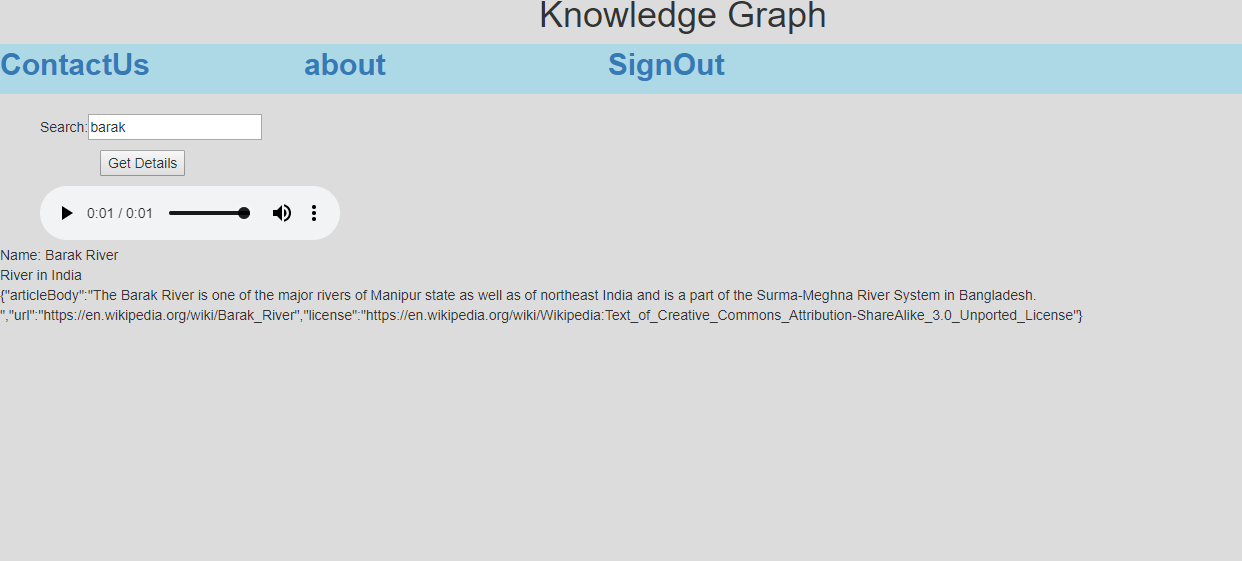 Knowledge Graph
ContactUs about SignOut
Search:barak
Get Details
0:01 / 0:01
Name: Barak River
River in India
{"articleBody":"The Barak River is one of the major rivers of Manipur state as well as of northeast India and is a part of the Surma-Meghna River System in Bangladesh.
","url":"https://en.wikipedia.org/wiki/Barak_River","license":"https://en.wikipedia.org/wiki/Wikipedia:Text_of_Creative_Commons_Attribution-ShareAlike_3.0_Unported_License"}